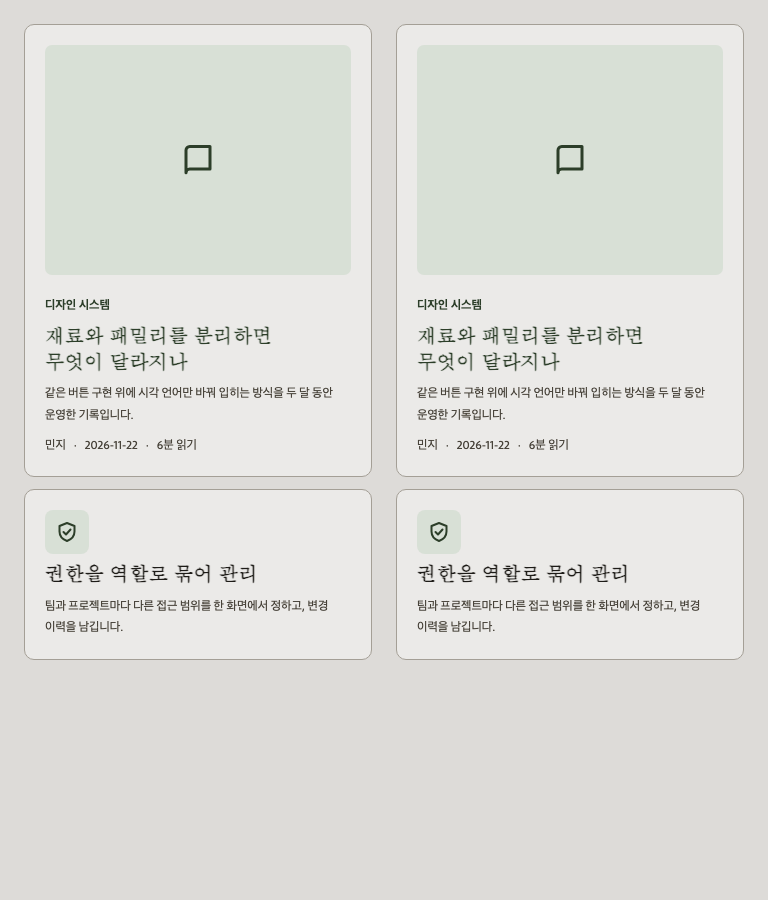 디자인 시스템
재료와 패밀리를 분리하면
무엇이 달라지나
같은 버튼 구현 위에 시각 언어만 바꿔 입히는 방식을 두 달 동안
운영한 기록입니다.
민지 · 2026-11-22 · 6분 읽기
디자인 시스템
재료와 패밀리를 분리하면
무엇이 달라지나
같은 버튼 구현 위에 시각 언어만 바꿔 입히는 방식을 두 달 동안
운영한 기록입니다.
민지 · 2026-11-22 · 6분 읽기
권한을 역할로 묶어 관리
팀과 프로젝트마다 다른 접근 범위를 한 화면에서 정하고, 변경
이력을 남깁니다.
권한을 역할로 묶어 관리
팀과 프로젝트마다 다른 접근 범위를 한 화면에서 정하고, 변경
이력을 남깁니다.